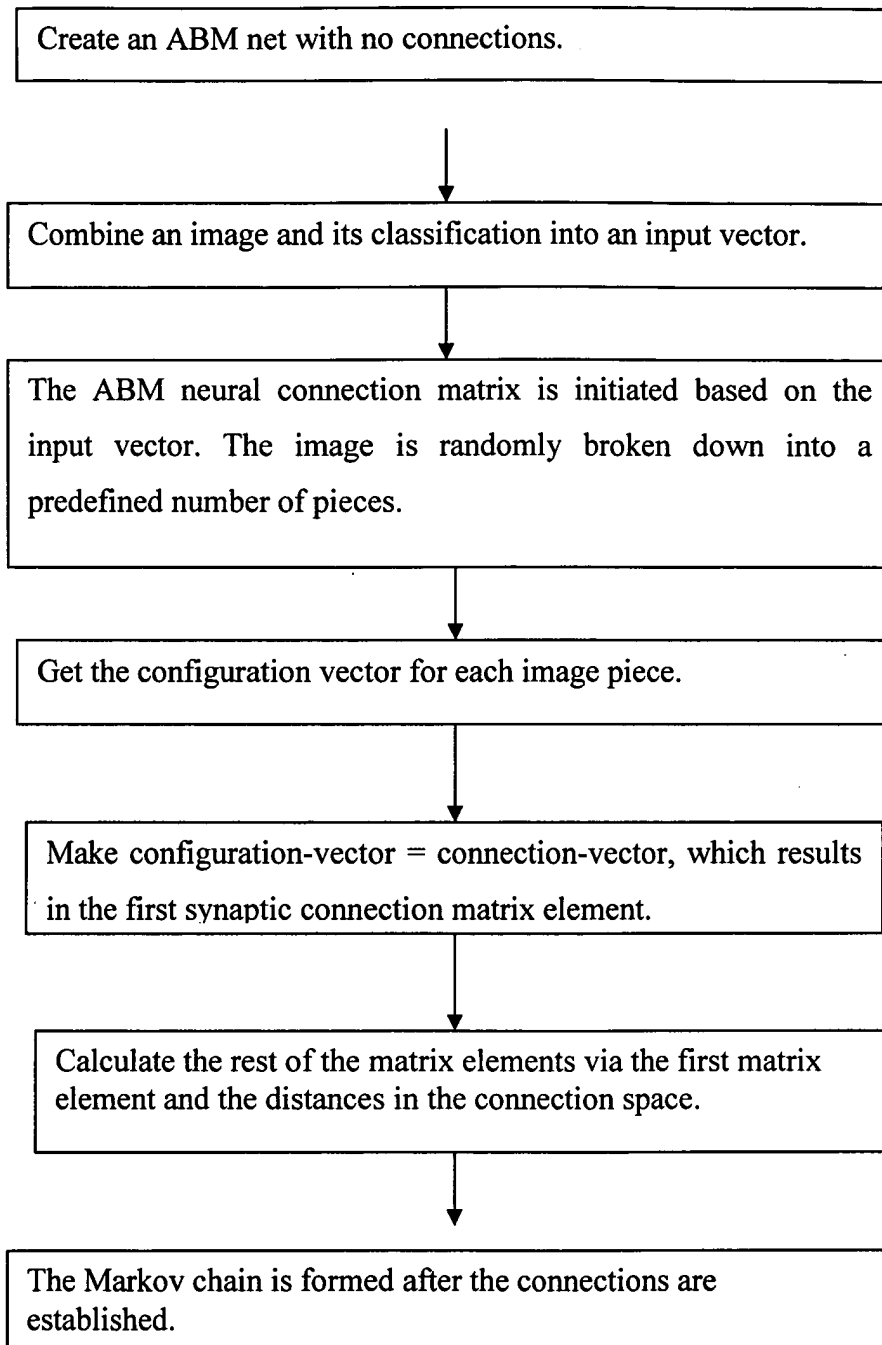 Create an ABM net with no connections.
Combine an image and its classification into an input vector.
The ABM neural connection matrix is initiated based on the
input vector. The image is randomly broken down into a
predefined number of pieces.
Get the configuration vector for each image piece.
Make configuration-vector = connection-vector, which results
in the first synaptic connection matrix element.
Calculate the rest of the matrix elements via the first matrix
element and the distances in the connection space.
The Markov chain is formed after the connections are
established.